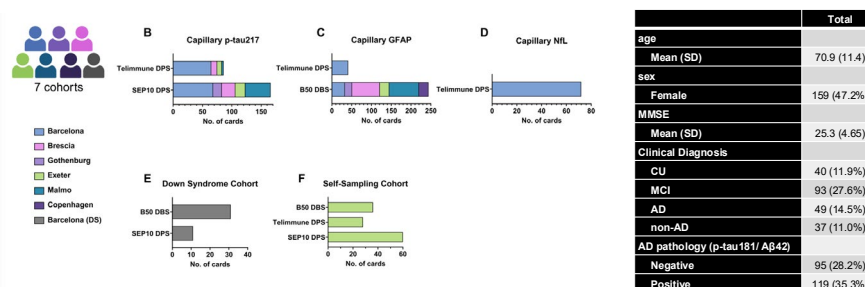 7 cohorts
Barcelona
Brescia
Gothenburg
Exeter
Malmo
Copenhagen
Barcelona (DS)
B Capillary p-tau217
Telimmune DPS
SEP10 DPS
0 50 100 150
No. of cards
C Capillary GFAP
Telimmune DPS
B50 DBS
0 50 100 150 200 250
No. of cards
D Capillary NfL
Telimmune DPS
0 20 40 60 80
No. of cards
E Down Syndrome Cohort
B50 DBS
SEP10 DPS
0 10 20 30 40
No. of cards
F Self-Sampling Cohort
B50 DBS
Telimmune DPS
SEP10 DPS
0 20 40 60
No. of cards
Total
age
Mean (SD) 70.9 (11.4)
sex
Female 159 (47.2%)
MMSE
Mean (SD) 25.3 (4.65)
Clinical Diagnosis
CU 40 (11.9%)
MCI 93 (27.6%)
AD 49 (14.5%)
non-AD 37 (11.0%)
AD pathology (p-tau181/ Aβ42)
Negative 95 (28.2%)
Positive 119 (35.3%